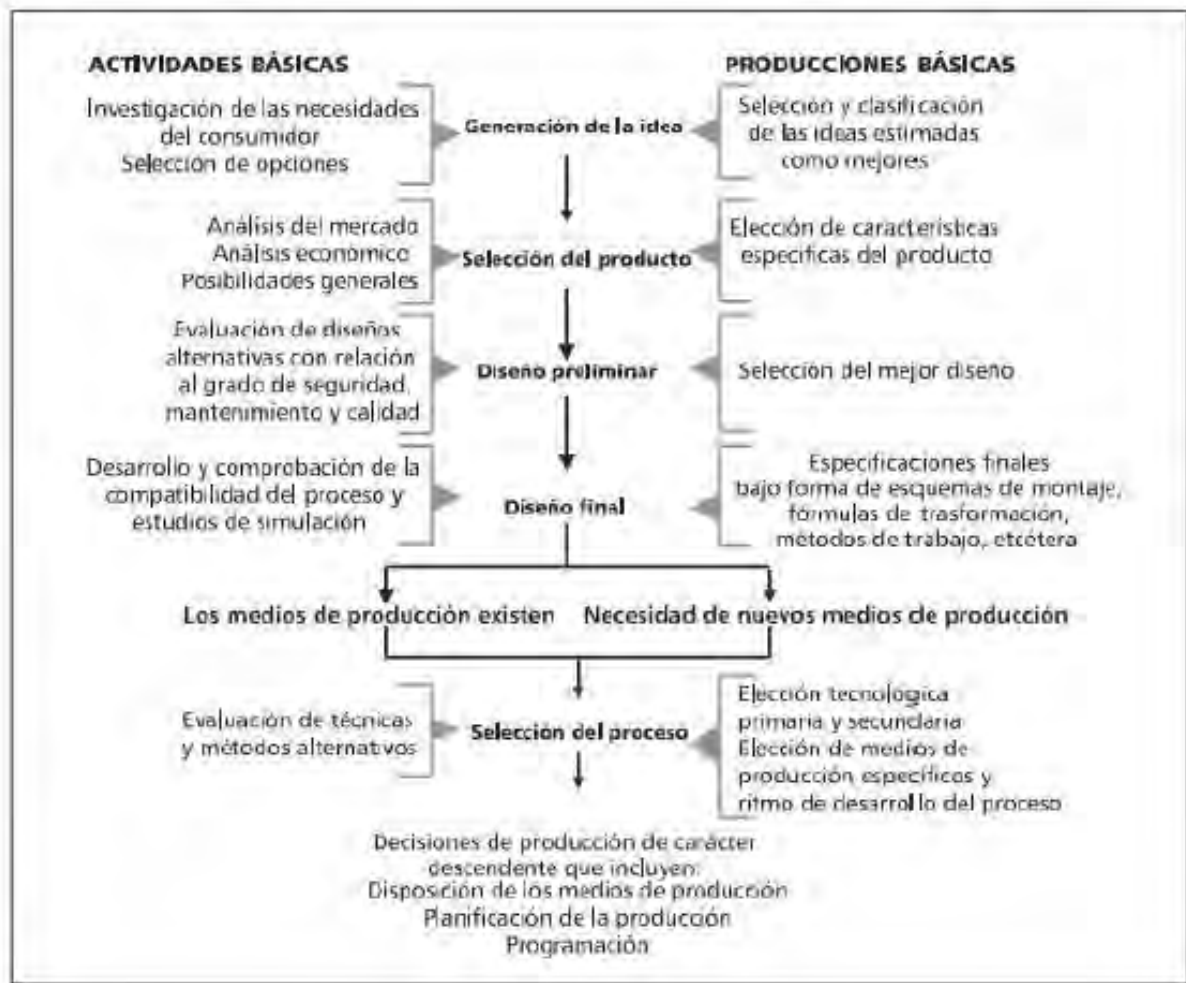 ACTIVIDADES BÁSICAS
PRODUCCIONES BÁSICAS
Investigación de las necesidades
del consumidor
Selección de opciones
Generación de la idea
Selección y clasificación
de las ideas estimadas
como mejores
Análisis del mercado
Análisis económico
Posibilidades generales
Selección del producto
Elección de características
especificas del producto
Evaluación de diseños
alternativas con relación
al grado de seguridad,
mantenimiento y calidad
Diseño preliminar
Selección del mejor diseño
Desarrollo y comprobación de la
compatibilidad del proceso y
estudios de simulación
Diseño final
Especificaciones finales
bajo forma de esquemas de montaje,
fórmulas de trasformación,
métodos de trabajo, etcétera
Los medios de producción existen
Necesidad de nuevos medios de producción
Evaluación de técnicas
y métodos alternativos
Selección del proceso
Elección tecnológica
primaria y secundaria
Elección de medios de
producción específicos y
ritmo de desarrollo del proceso
Decisiones de producción de carácter
descendente que incluyen:
Disposición de los medios de producción
Planificación de la producción
Programación